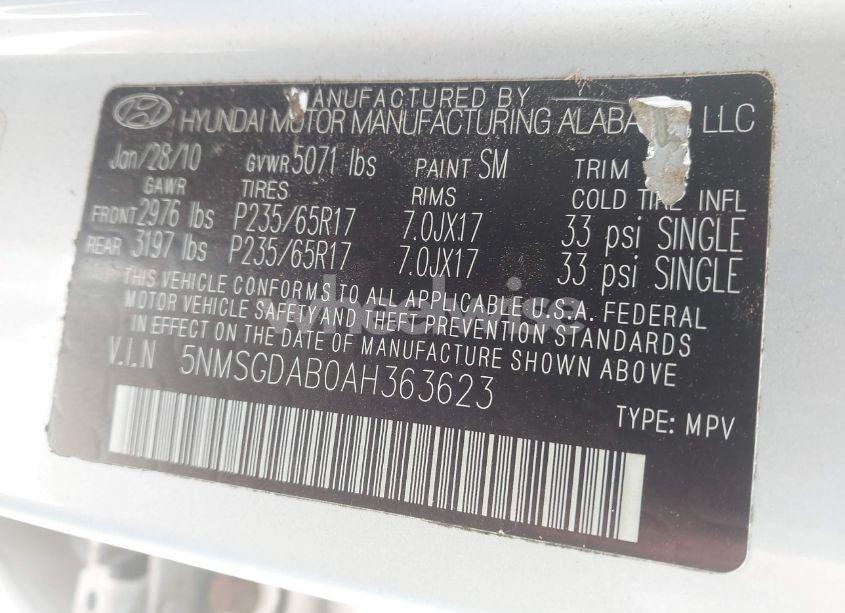 MANUFACTURED BY
HYUNDAI MOTOR MANUFACTURING ALABA LLC
Jan/28/10 GVWR 5071 lbs PAINT SM TRIM
GAWR TIRES RIMS COLD TIRE INFL
FRONT 2976 lbs P235/65R17 7.0JX17 33 psi SINGLE
REAR 3197 lbs P235/65R17 7.0JX17 33 psi SINGLE
THIS VEHICLE CONFORMS TO ALL APPLICABLE U.S.A. FEDERAL
MOTOR VEHICLE SAFETY AND THEFT PREVENTION STANDARDS
IN EFFECT ON THE DATE OF MANUFACTURE SHOWN ABOVE
wheelwise
V.I.N 5NMSGDAB0AH363623
TYPE: MPV